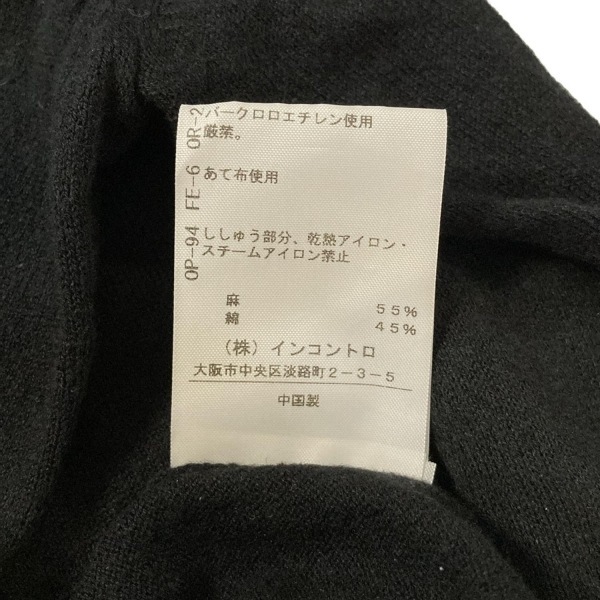 パークロロエチレン使用
厳禁。
あて布使用
ししゅう部分、乾熱アイロン・
スチームアイロン禁止
麻 55%
綿 45%
(株)インコントロ
大阪市中央区淡路町2-3-5
中国製
OP-94 FE-6 OR-2